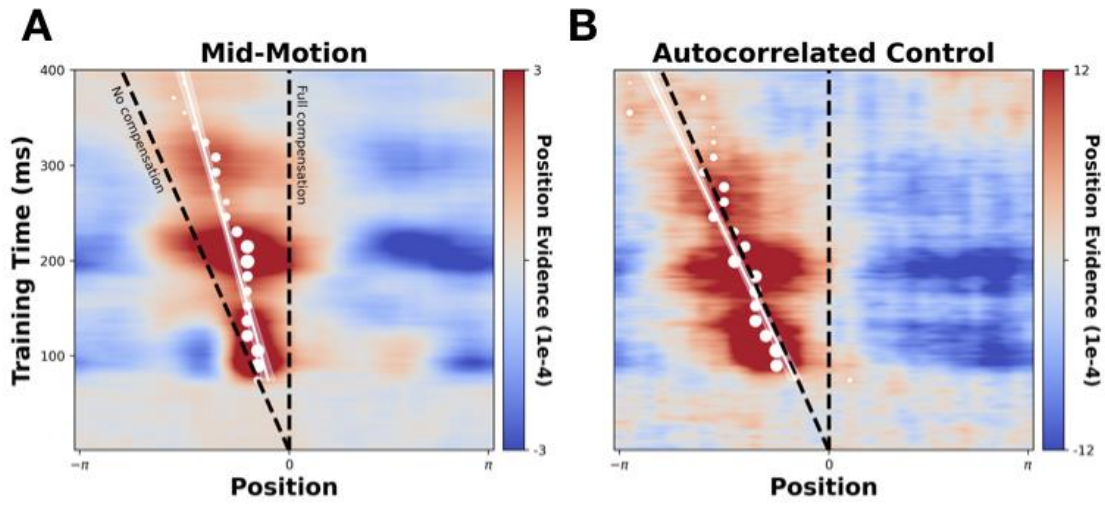 A
Mid-Motion
400
300
200
100
Training Time (ms)
No compensation
Full compensation
−π
0
π
Position
3
-3
Position Evidence (1e-4)
B
Autocorrelated Control
−π
0
π
Position
12
-12
Position Evidence (1e-4)